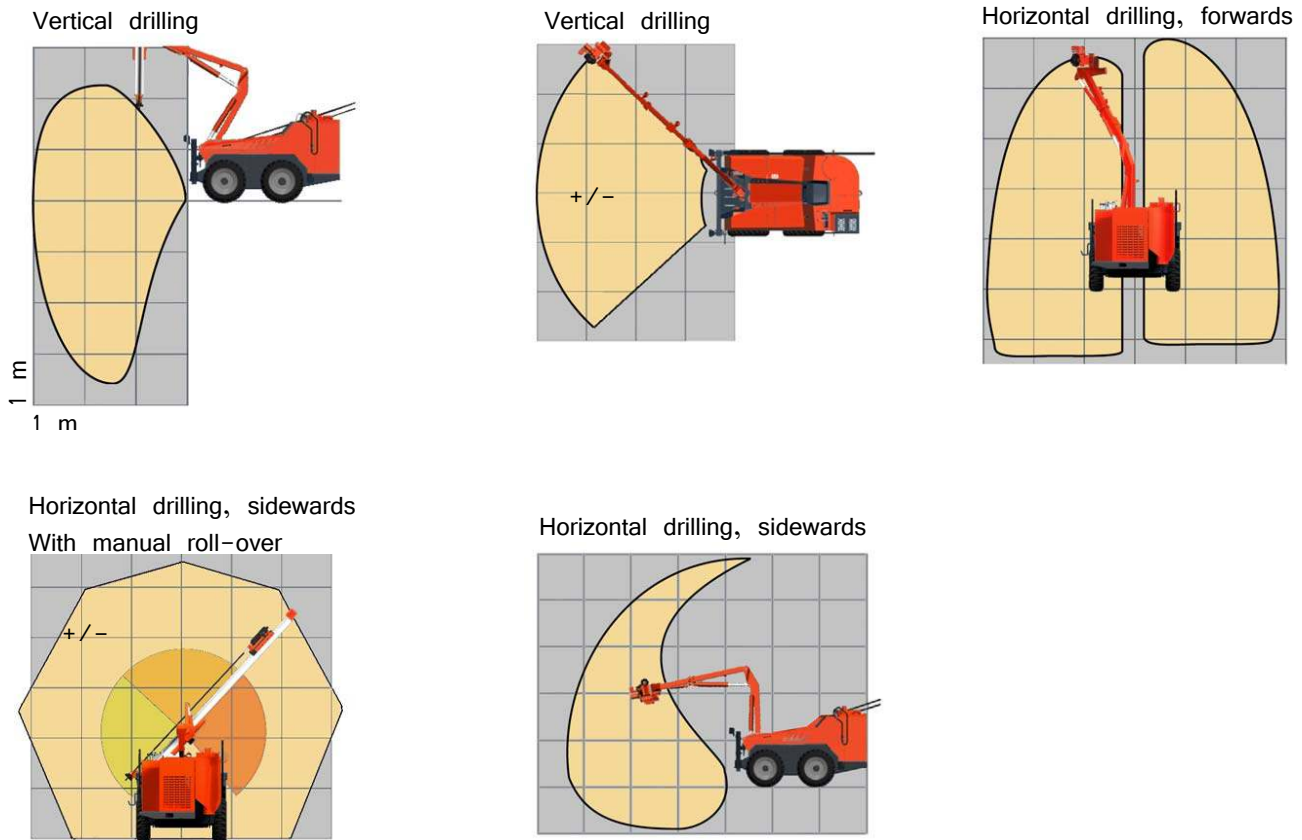 Vertical drilling
Vertical drilling
Horizontal drilling, forwards
+/-
1 m
1 m
Horizontal drilling, sidewards
With manual roll-over
Horizontal drilling, sidewards
+/-